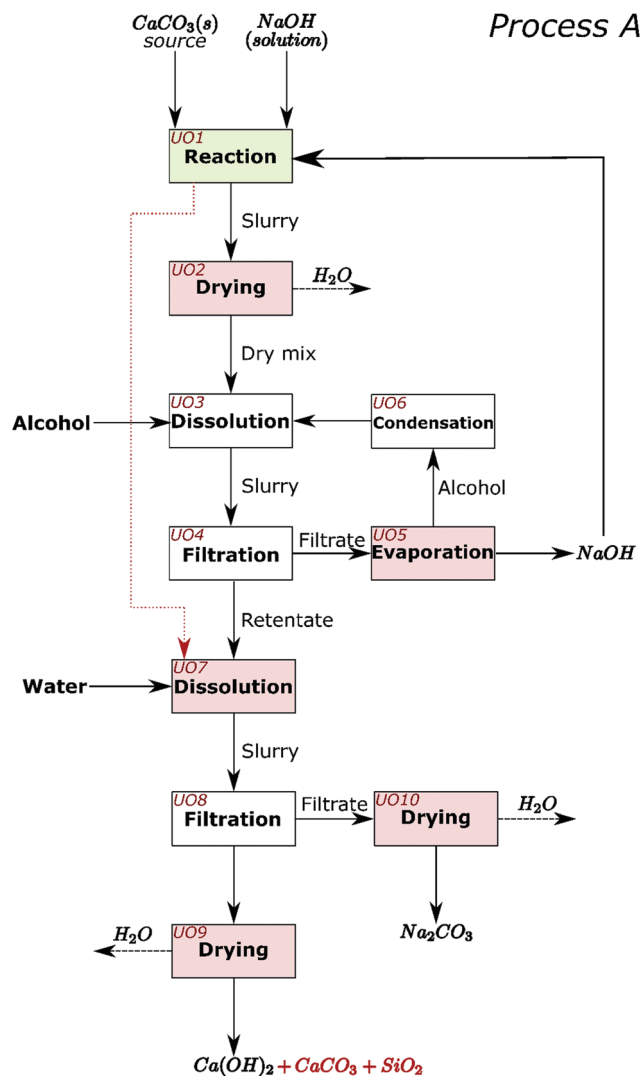 Process A
CaCO₃(s)
source
NaOH
(solution)
UO1
Reaction
Slurry
UO2
Drying
H₂O
Dry mix
Alcohol
UO3
Dissolution
UO6
Condensation
Slurry
Alcohol
UO4
Filtration
Filtrate
UO5
Evaporation
NaOH
Retentate
Water
UO7
Dissolution
Slurry
UO8
Filtration
Filtrate
UO10
Drying
H₂O
Na₂CO₃
H₂O
UO9
Drying
Ca(OH)₂ + CaCO₃ + SiO₂